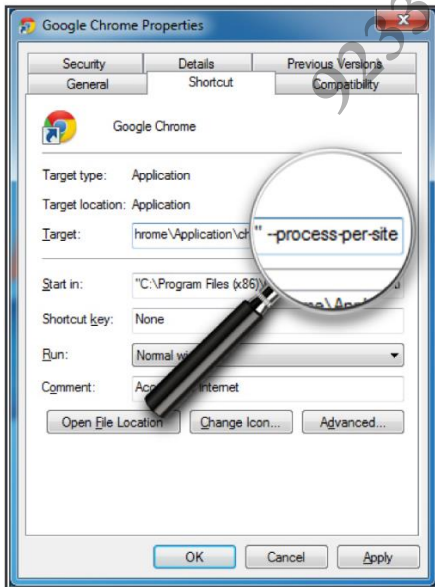 Google Chrome Properties
Security Details Previous Versions
General Shortcut Compatibility
Google Chrome
Target type: Application
Target location: Application
Target: hrome\Application\ch " --process-per-site
Start in: "C:\Program Files (x86)
Shortcut key: None
Run: Normal wi
Comment: Acc Internet
Open File Location Change Icon... Advanced...
OK Cancel Apply